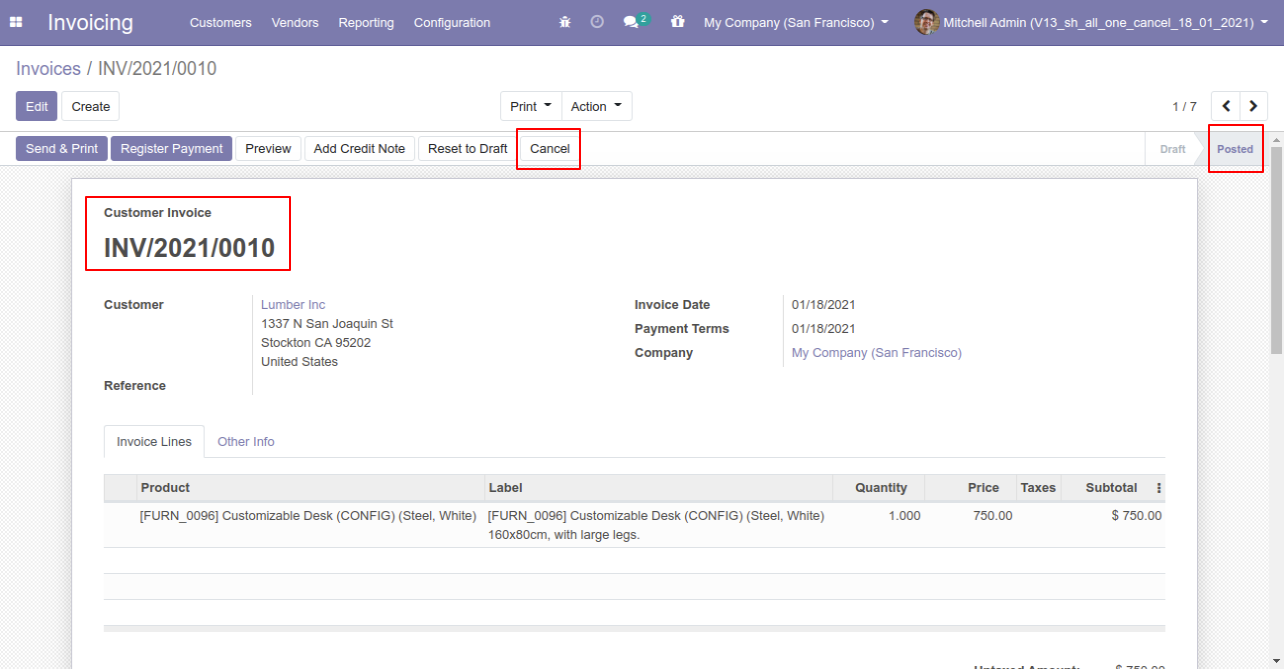 Invoicing Customers Vendors Reporting Configuration 2 My Company (San Francisco) Mitchell Admin (V13_sh_all_one_cancel_18_01_2021)
Invoices / INV/2021/0010
Edit Create Print Action 1 / 7
Send & Print Register Payment Preview Add Credit Note Reset to Draft Cancel Draft Posted
Customer Invoice
INV/2021/0010
Customer Lumber Inc Invoice Date 01/18/2021
1337 N San Joaquin St Payment Terms 01/18/2021
Stockton CA 95202 Company My Company (San Francisco)
United States
Reference
Invoice Lines Other Info
Product Label Quantity Price Taxes Subtotal
[FURN_0096] Customizable Desk (CONFIG) (Steel, White) [FURN_0096] Customizable Desk (CONFIG) (Steel, White) 1.000 750.00 $ 750.00
160x80cm, with large legs.
Untaxed Amount: $ 750.00